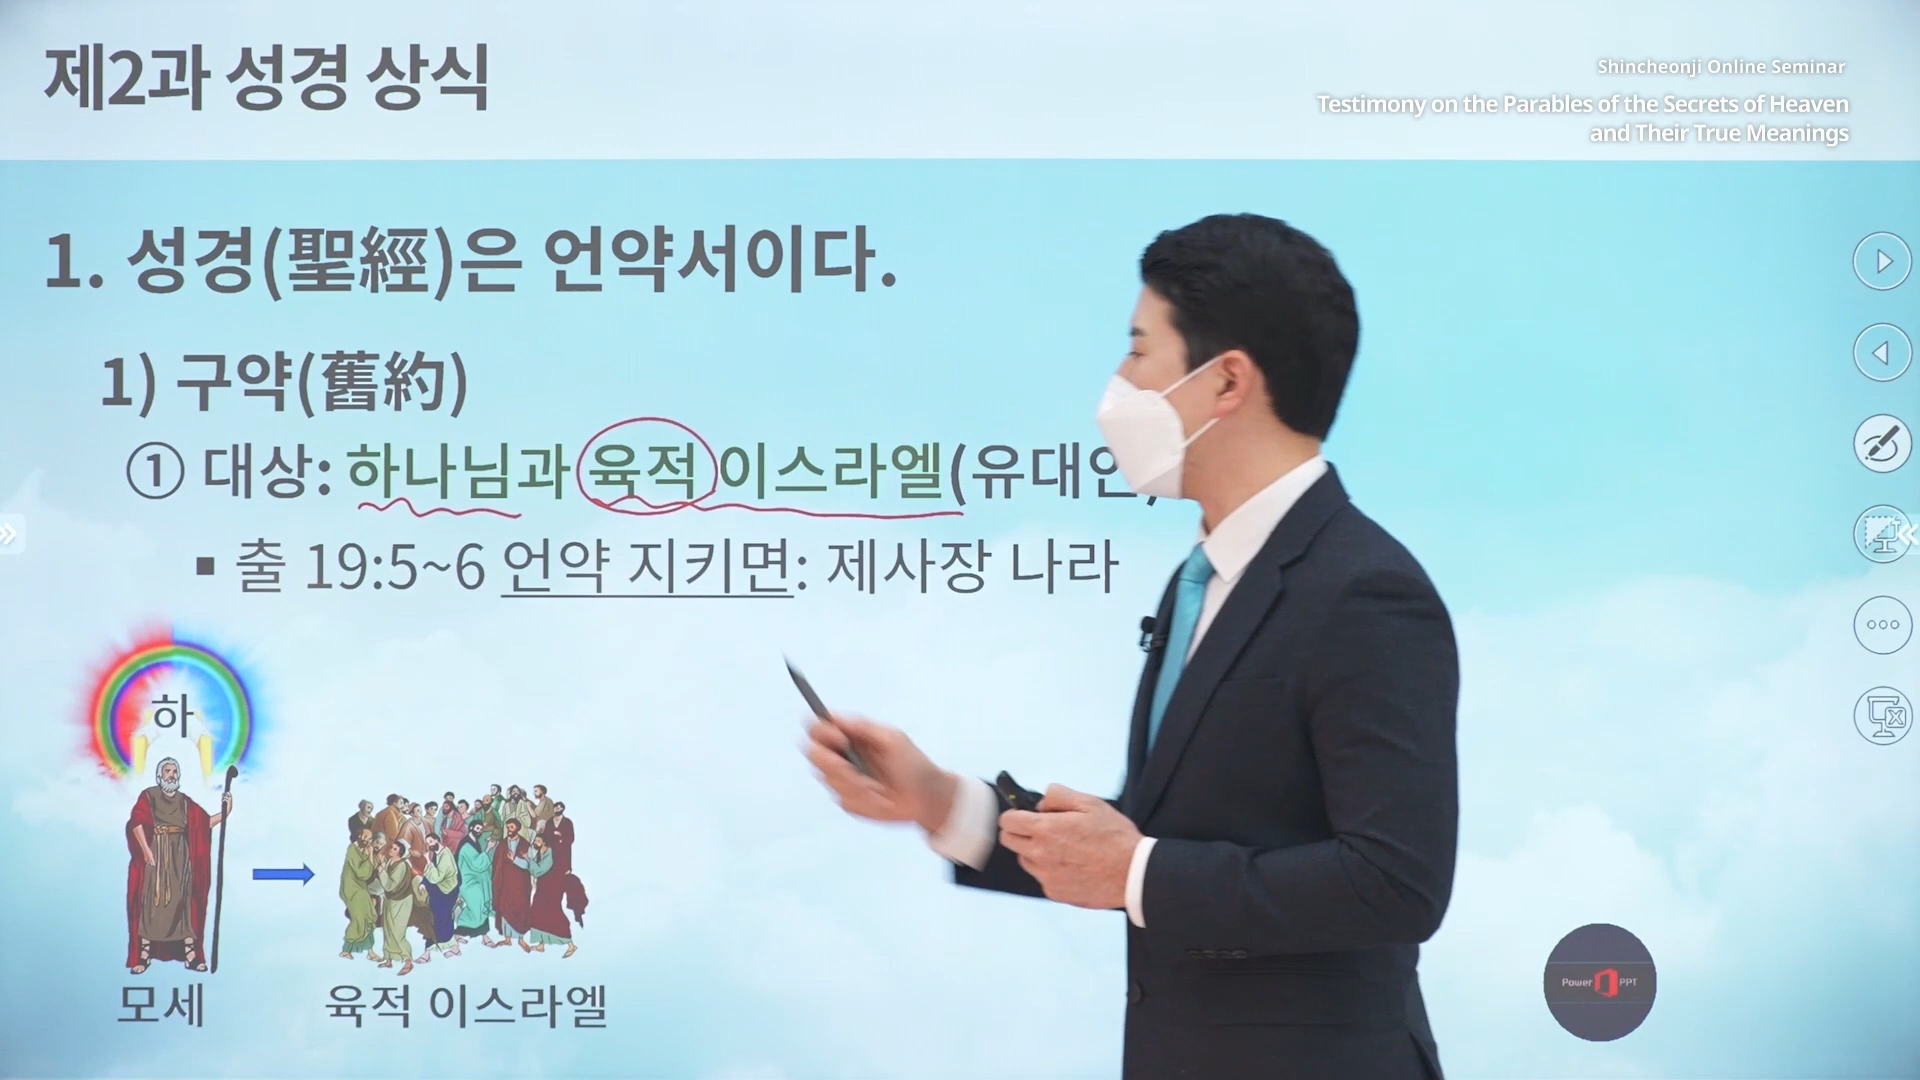 제2과 성경 상식
Shincheonji Online Seminar
Testimony on the Parables of the Secrets of Heaven
and Their True Meanings
1. 성경(聖經)은 언약서이다.
1) 구약(舊約)
① 대상: 하나님과 육적 이스라엘(유대인)
▪ 출 19:5~6 언약 지키면: 제사장 나라
하
모세
육적 이스라엘
Power PPT